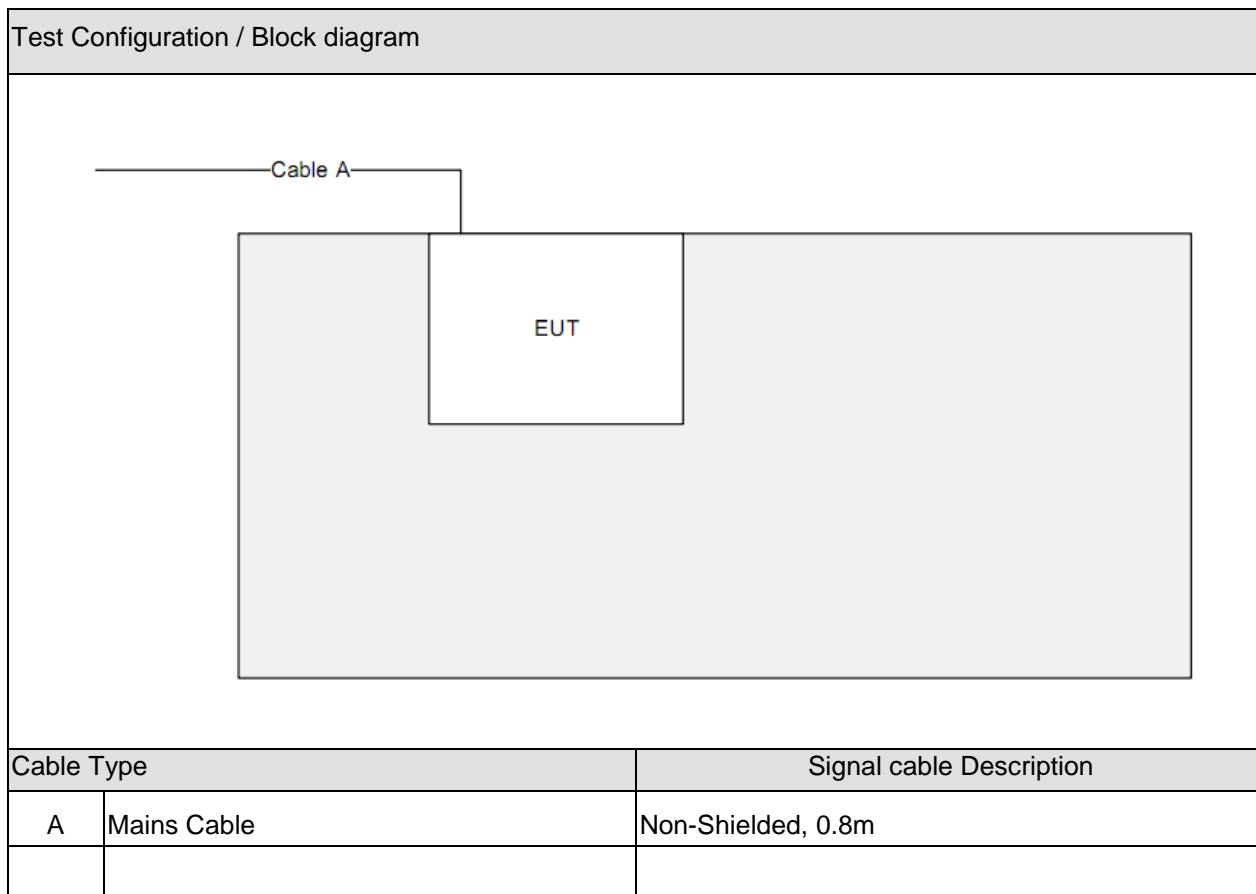 Test Configuration / Block diagram
Cable A
EUT
Cable Type Signal cable Description
A Mains Cable Non-Shielded, 0.8m